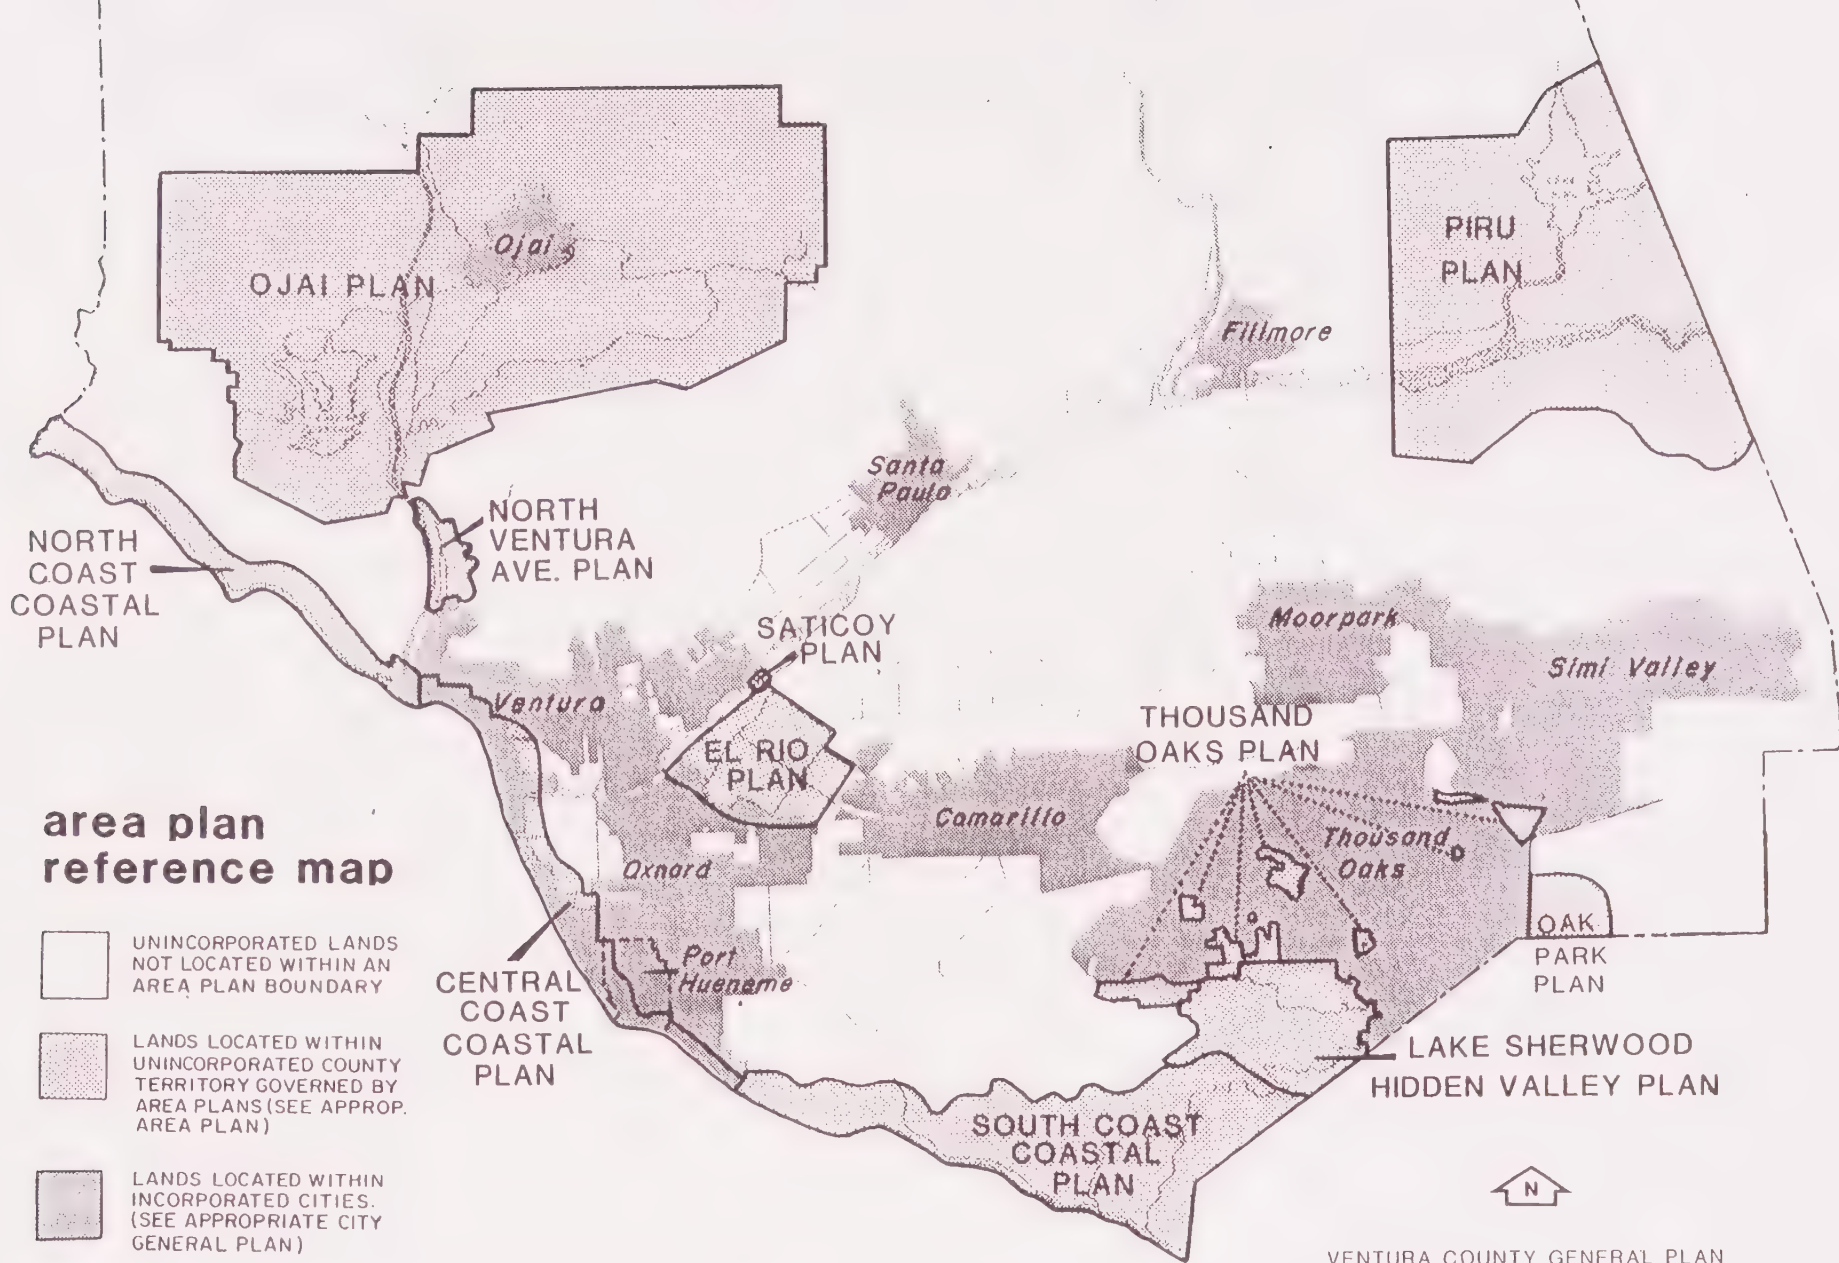 PIRU
PLAN
Ojai
OJAI PLAN
Fillmore
Santa
Paula
NORTH
VENTURA
AVE. PLAN
NORTH
COAST
COASTAL
PLAN
SATICOY
PLAN
Moorpark
Simi Valley
Ventura
THOUSAND
OAKS PLAN
EL RIO
PLAN
Camarillo
Thousand
Oaks
area plan
reference map
Oxnard
OAK
PARK
PLAN
UNINCORPORATED LANDS
NOT LOCATED WITHIN AN
AREA PLAN BOUNDARY
Port
Hueneme
CENTRAL
COAST
COASTAL
PLAN
LANDS LOCATED WITHIN
UNINCORPORATED COUNTY
TERRITORY GOVERNED BY
AREA PLANS (SEE APPROP.
AREA PLAN)
LAKE SHERWOOD
HIDDEN VALLEY PLAN
SOUTH COAST
COASTAL
PLAN
LANDS LOCATED WITHIN
INCORPORATED CITIES.
(SEE APPROPRIATE CITY
GENERAL PLAN)
N
VENTURA COUNTY GENERAL PLAN